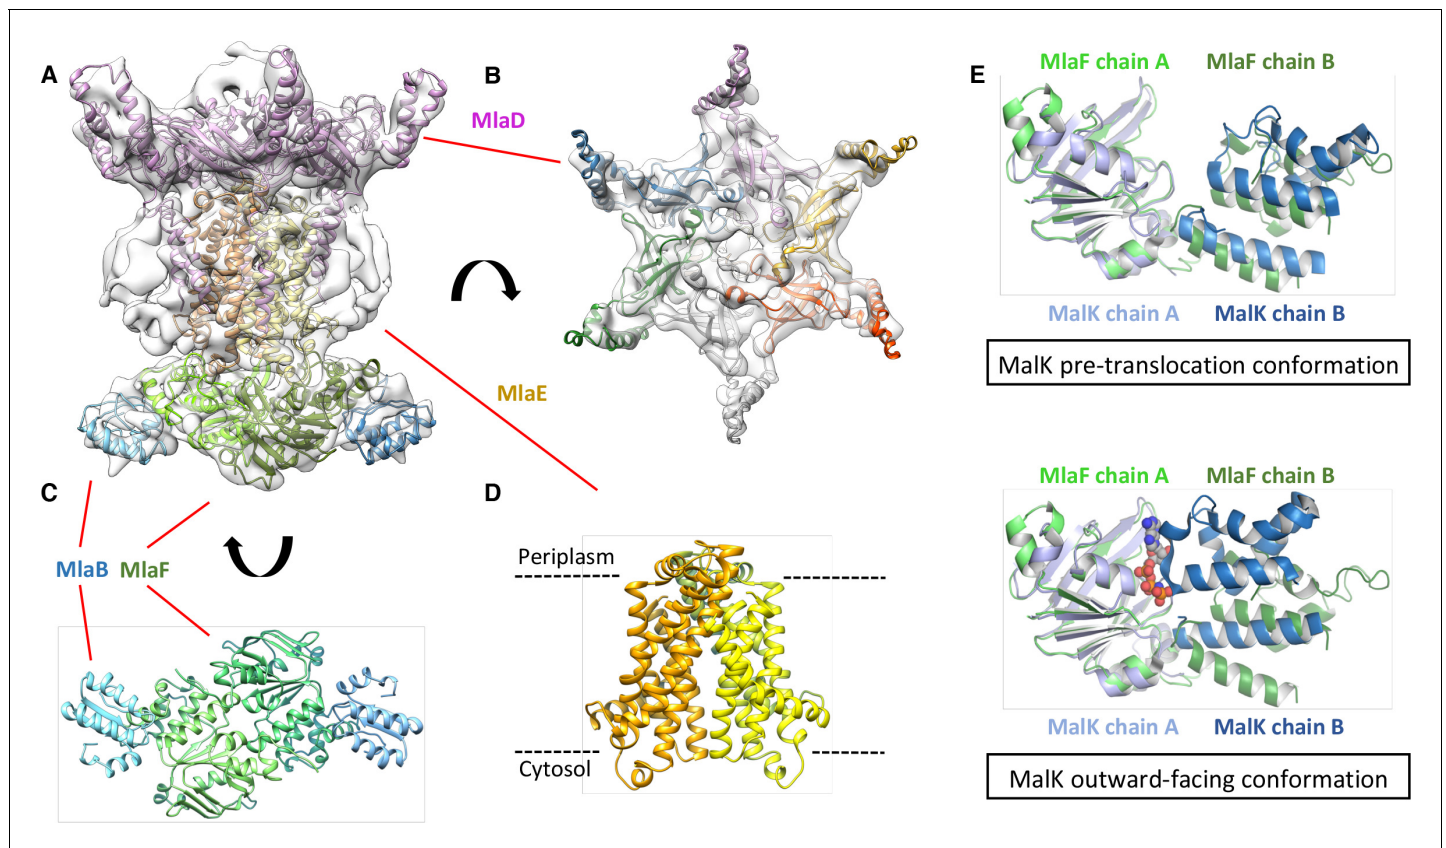 A
B
MlaD
MlaE
C
MlaB MlaF
D
Periplasm
Cytosol
E
MlaF chain A MlaF chain B
MalK chain A MalK chain B
MalK pre-translocation conformation
MlaF chain A MlaF chain B
MalK chain A MalK chain B
MalK outward-facing conformation